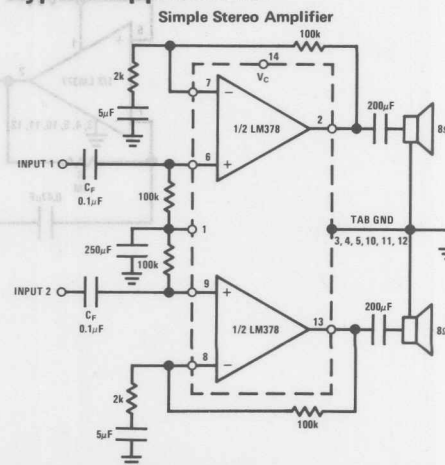 Simple Stereo Amplifier
100k
14
VC
2k
7
5µF
1/2 LM378
2
200µF
8Ω
INPUT 1
CF
0.1µF
6
100k
1
TAB GND
3, 4, 5, 10, 11, 12
250µF
100k
INPUT 2
CF
0.1µF
9
1/2 LM378
13
200µF
8Ω
8
2k
5µF
100k